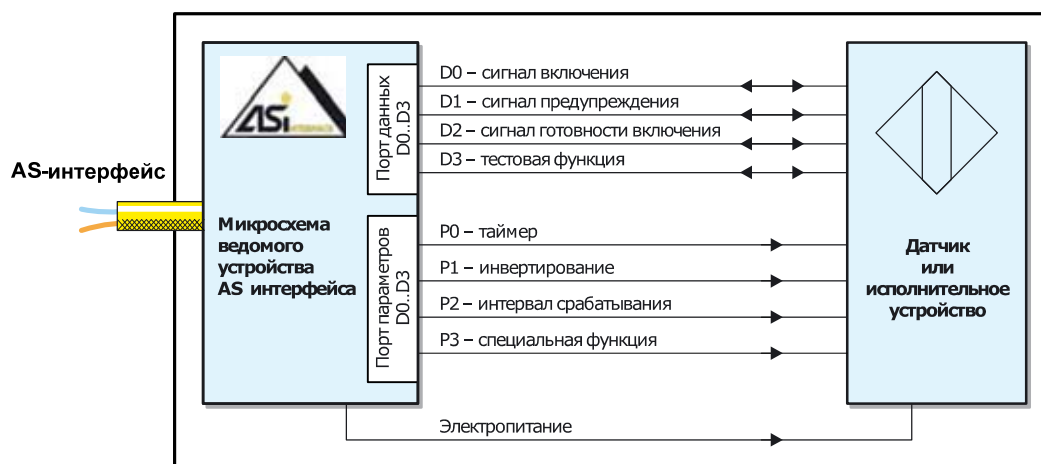 D0 – сигнал включения
D1 – сигнал предупреждения
D2 – сигнал готовности включения
D3 – тестовая функция
Порт данных
D0..D3
ASi
AS-интерфейс
Микросхема
ведомого
устройства
AS интерфейса
Порт параметров
D0..D3
P0 – таймер
P1 – инвертирование
P2 – интервал срабатывания
P3 – специальная функция
Датчик
или
исполнительное
устройство
Электропитание